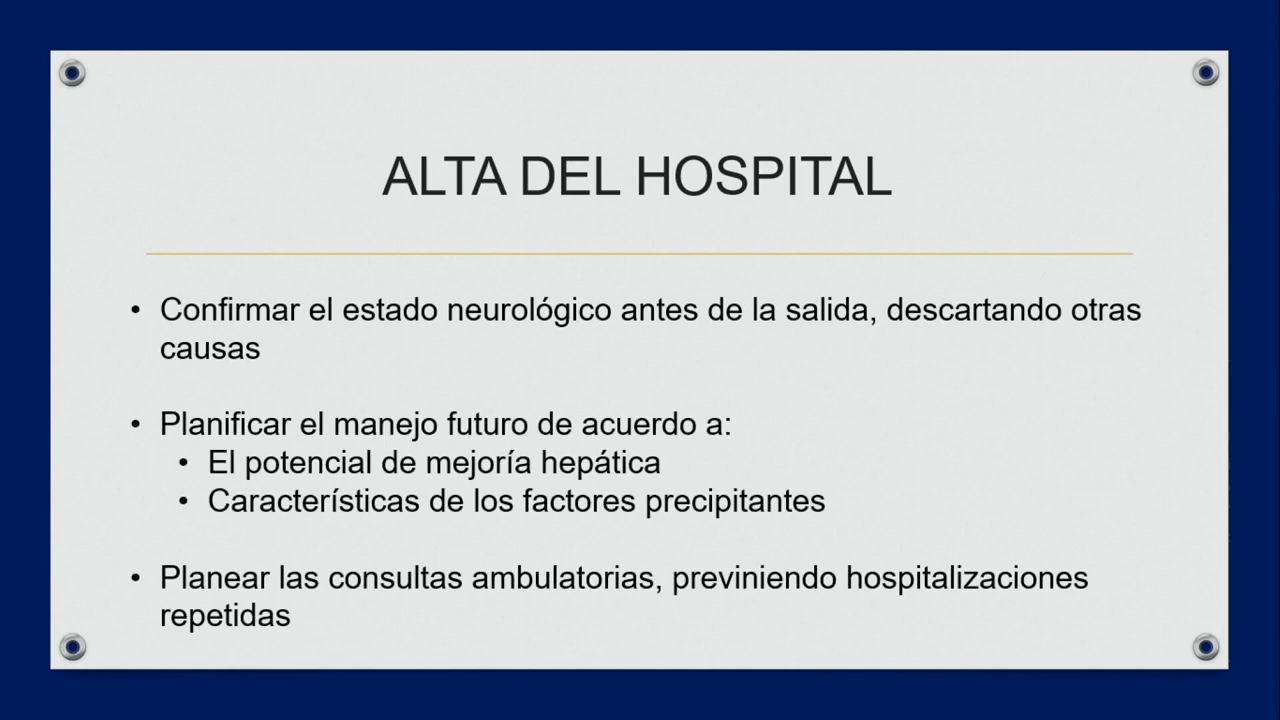 ALTA DEL HOSPITAL
• Confirmar el estado neurológico antes de la salida, descartando otras
causas
• Planificar el manejo futuro de acuerdo a:
• El potencial de mejoría hepática
• Características de los factores precipitantes
• Planear las consultas ambulatorias, previniendo hospitalizaciones
repetidas